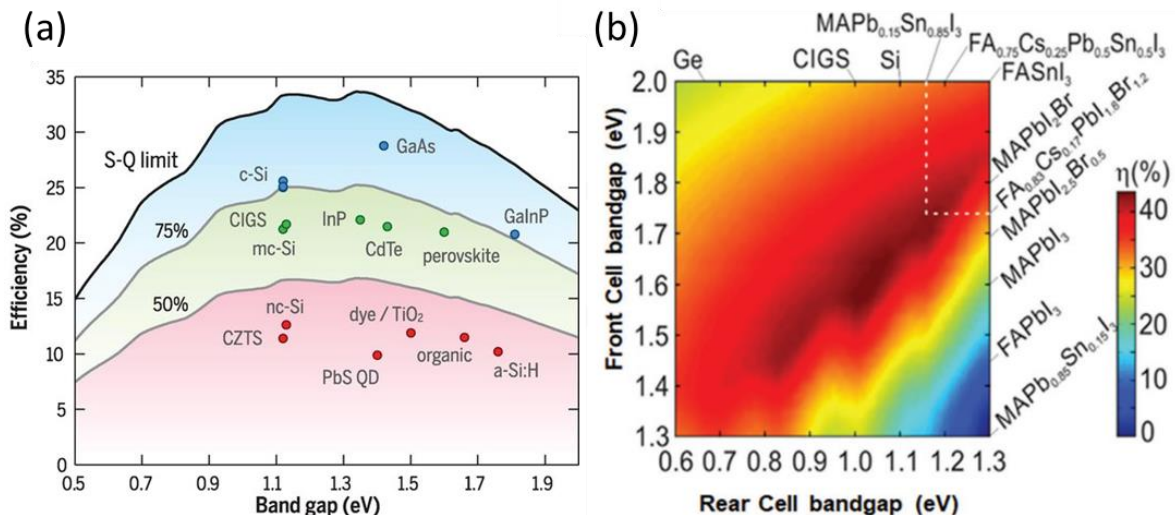 (a)
35
30
25
20
15
10
5
0
Efficiency (%)
S-Q limit
75%
50%
c-Si
GaAs
CIGS
mc-Si
InP
CdTe
perovskite
GaInP
nc-Si
CZTS
dye / TiO₂
PbS QD
organic
a-Si:H
0.5 0.7 0.9 1.1 1.3 1.5 1.7 1.9
Band gap (eV)
(b)
MAPb₀.₁₅Sn₀.₈₅I₃
FA₀.₇₅Cs₀.₂₅Pb₀.₅Sn₀.₅I₃
Ge CIGS Si FASnI₃
MAPbI₂Br
FA₀.₈₃Cs₀.₁₇PbI₁.₈Br₁.₂
MAPbI₂.₅Br₀.₅
MAPbI₃
FAPbI₃
MAPb₀.₈₅Sn₀.₁₅I₃
2.0
1.9
1.8
1.7
1.6
1.5
1.4
1.3
Front Cell bandgap (eV)
0.6 0.7 0.8 0.9 1.0 1.1 1.2 1.3
Rear Cell bandgap (eV)
η(%)
40
30
20
10
0